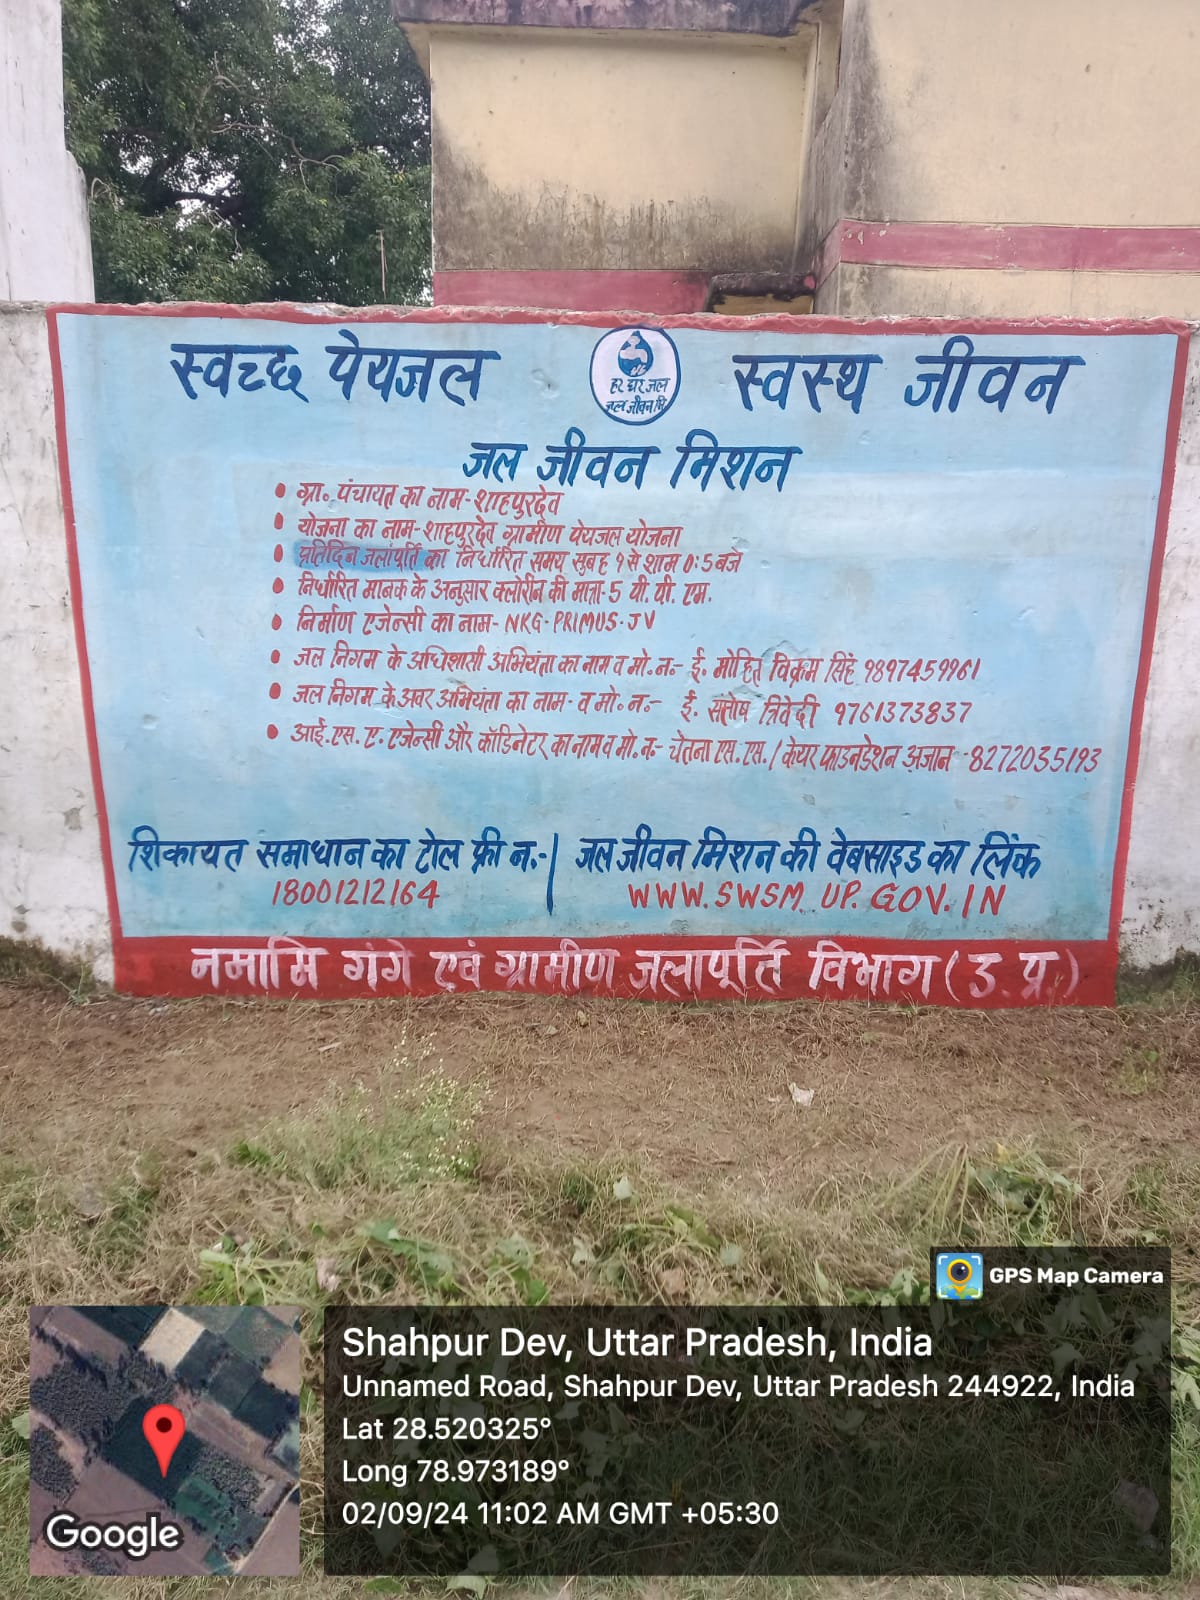 स्वच्छ पेयजल
हर घर जल
जल जीवन मि
स्वस्थ जीवन
जल जीवन मिशन
• ग्रा. पंचायत का नाम-शाहपुरदेव
• योजना का नाम-शाहपुरदेव ग्रामीण पेयजल योजना
• प्रतिदिन जलापूर्ति का निर्धारित समय सुबह 9 से शाम 0:5 बजे
• निर्धारित मानक के अनुसार क्लोरीन की मात्रा-5 पी. पी. एम.
• निर्माण एजेन्सी का नाम- NKG-PRIMUS-JV
• जल निगम के अधिशासी अभियंता का नाम व मो. न.- ई. मोहित विक्रम सिंह 9897459961
• जल निगम के अवर अभियंता का नाम- व मो. न.- ई. सतोष त्रिवेदी 9761373837
• आई. एस. ए. एजेन्सी और कॉडिनेटर का नाम व मो. न.- चेतना एस. एस. / केयर फाउनडेशन अजान -8272035193
शिकायत समाधान का टोल फ्री न.-
18001212164
जल जीवन मिशन की वेबसाइड का लिंक
WWW.SWSM UP. GOV.IN
नमामि गंगे एवं ग्रामीण जलापूर्ति विभाग (उ. प्र.)
GPS Map Camera
Shahpur Dev, Uttar Pradesh, India
Unnamed Road, Shahpur Dev, Uttar Pradesh 244922, India
Lat 28.520325°
Long 78.973189°
02/09/24 11:02 AM GMT +05:30
Google